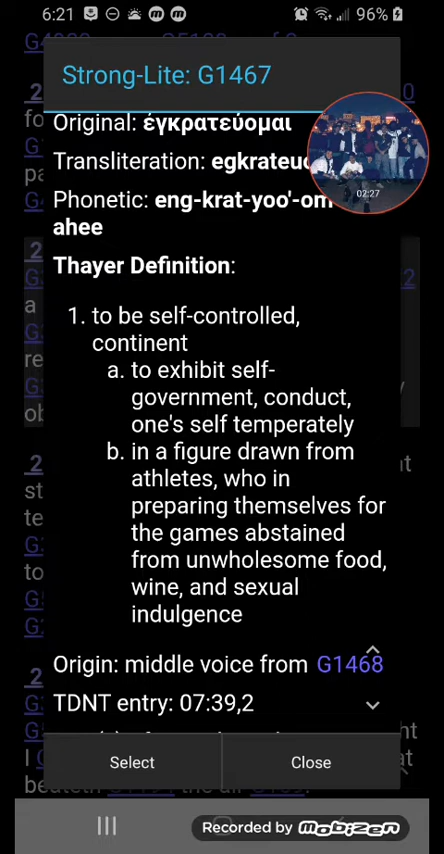 6:21 96%
Strong-Lite: G1467
Original: ἐγκρατεύομαι
Transliteration:
02:27
Phonetic: eng-krat-yoo'-om
ahee
Thayer Definition:
1. to be self-controlled,
continent
a. to exhibit self-
government, conduct,
one's self temperately
b. in a figure drawn from
athletes, who in
preparing themselves for
the games abstained
from unwholesome food,
wine, and sexual
indulgence
Origin: middle voice from G1468
TDNT entry: 07:39,2
Select Close
Recorded by Mobizen